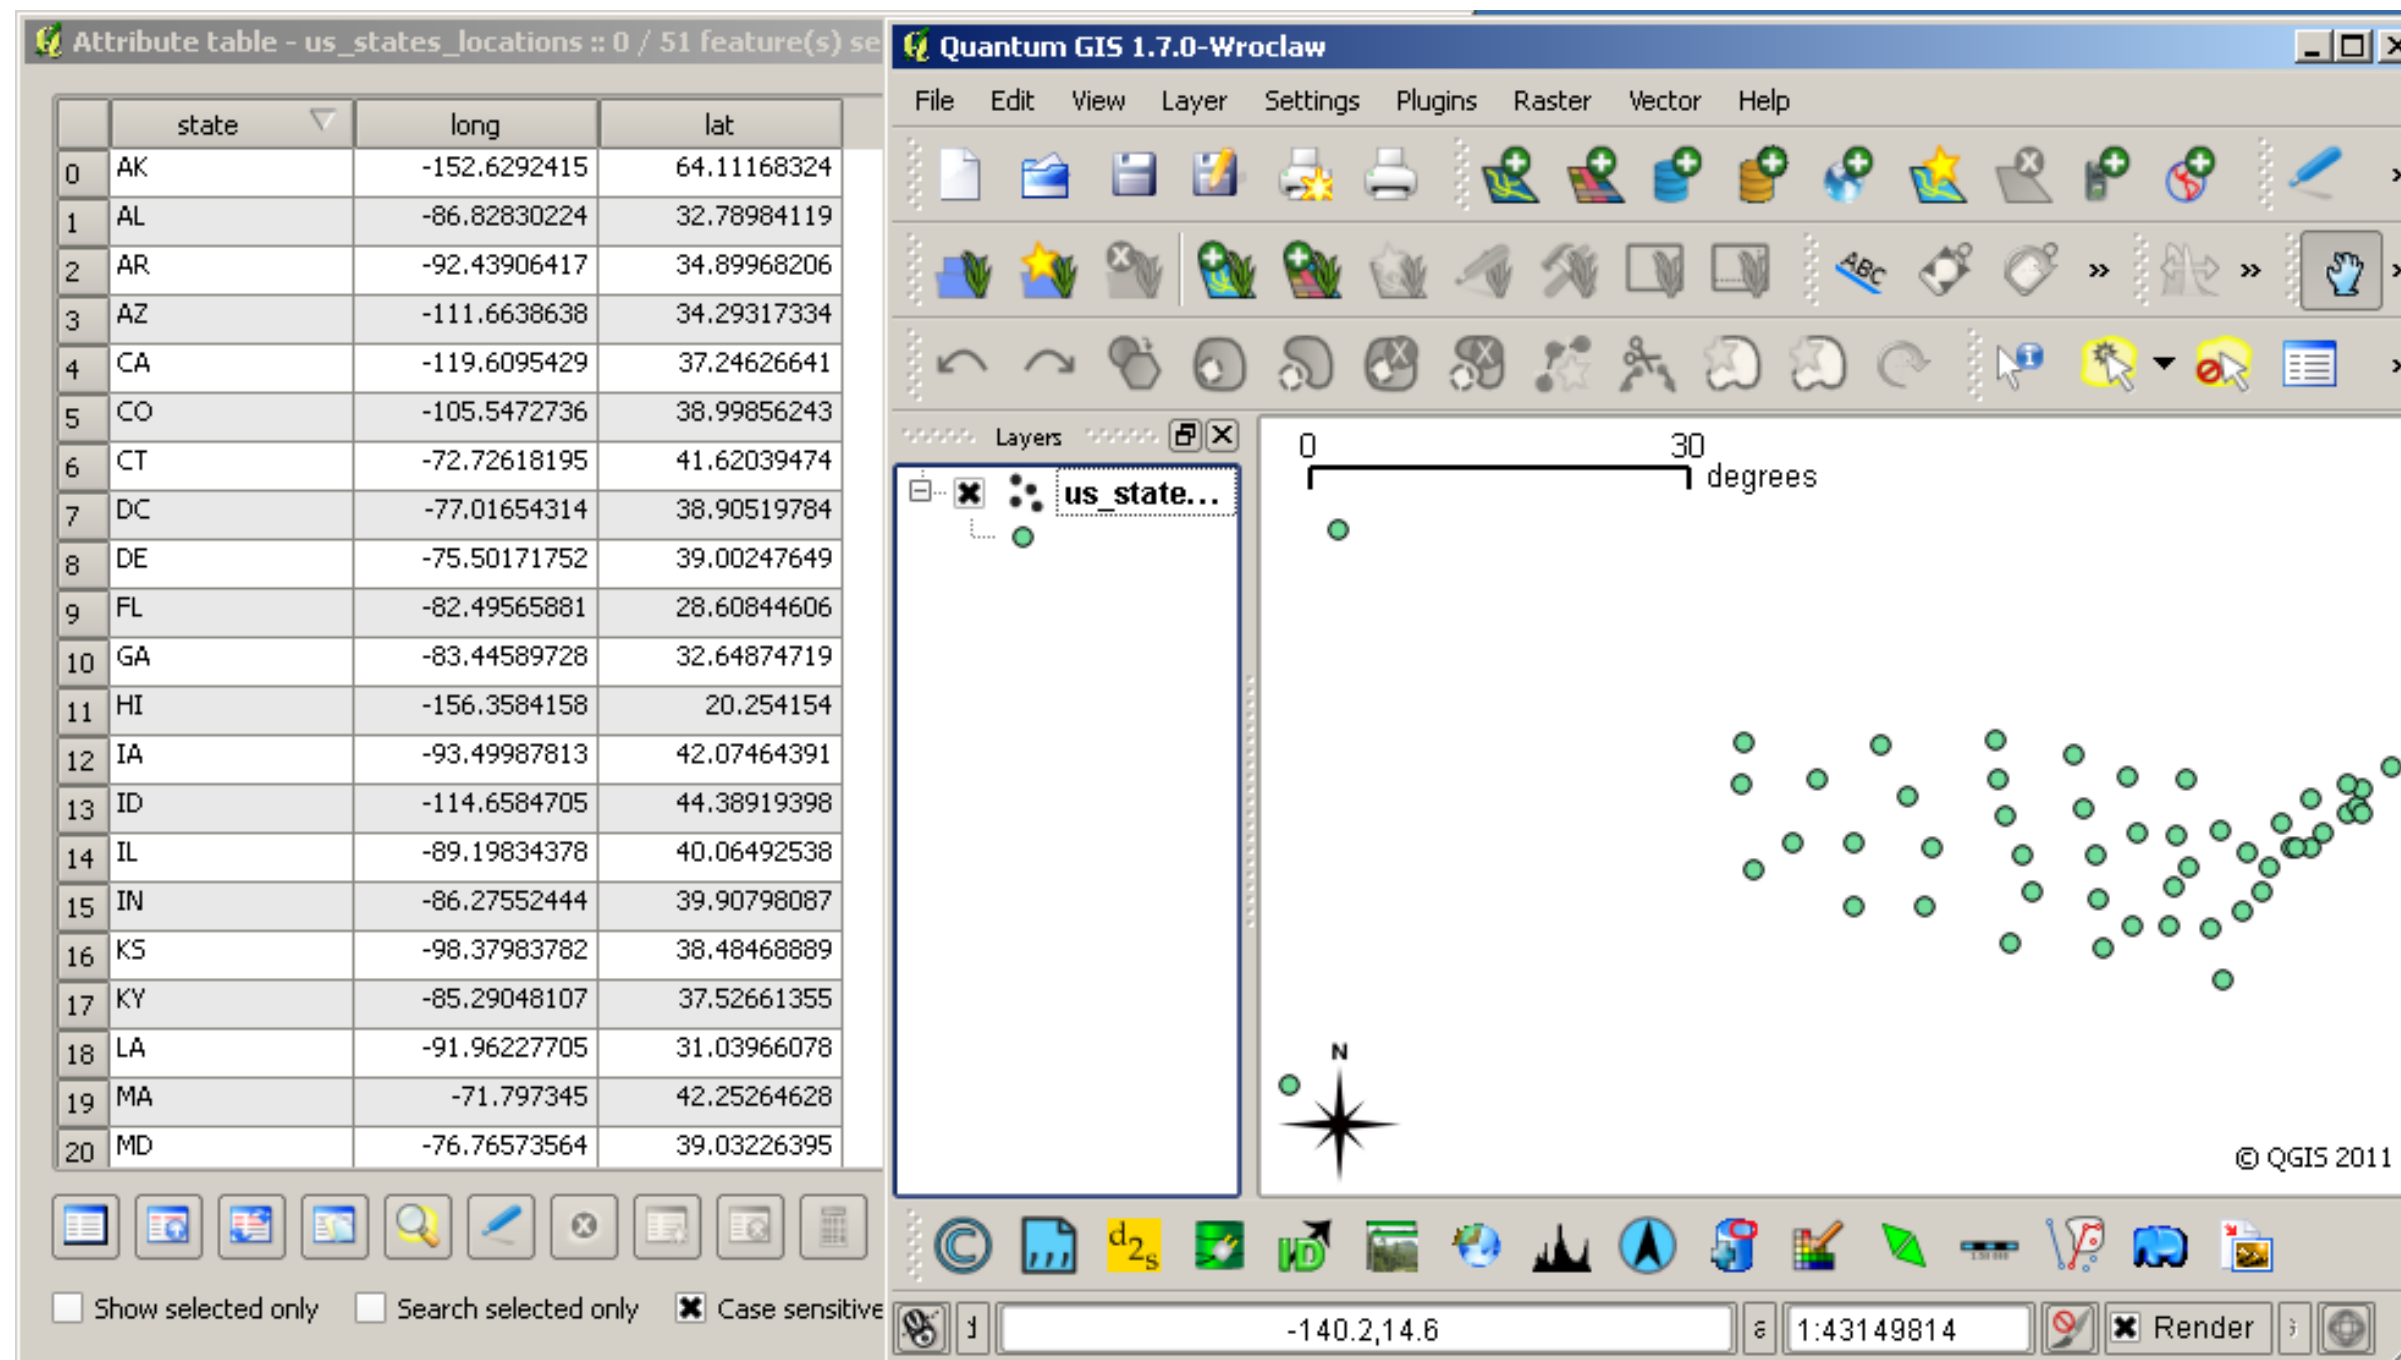 Attribute table - us_states_locations :: 0 / 51 feature(s) se
state long lat
0 AK -152.6292415 64.11168324
1 AL -86.82830224 32.78984119
2 AR -92.43906417 34.89968206
3 AZ -111.6638638 34.29317334
4 CA -119.6095429 37.24626641
5 CO -105.5472736 38.99856243
6 CT -72.72618195 41.62039474
7 DC -77.01654314 38.90519784
8 DE -75.50171752 39.00247649
9 FL -82.49565881 28.60844606
10 GA -83.44589728 32.64874719
11 HI -156.3584158 20.254154
12 IA -93.49987813 42.07464391
13 ID -114.6584705 44.38919398
14 IL -89.19834378 40.06492538
15 IN -86.27552444 39.90798087
16 KS -98.37983782 38.48468889
17 KY -85.29048107 37.52661355
18 LA -91.96227705 31.03966078
19 MA -71.797345 42.25264628
20 MD -76.76573564 39.03226395
Show selected only Search selected only Case sensitive
Quantum GIS 1.7.0-Wroclaw
File Edit View Layer Settings Plugins Raster Vector Help
ABC
Layers
us_state...
0 30
degrees
N
© QGIS 2011
d2s ID
-140.2,14.6 1:43149814 Render